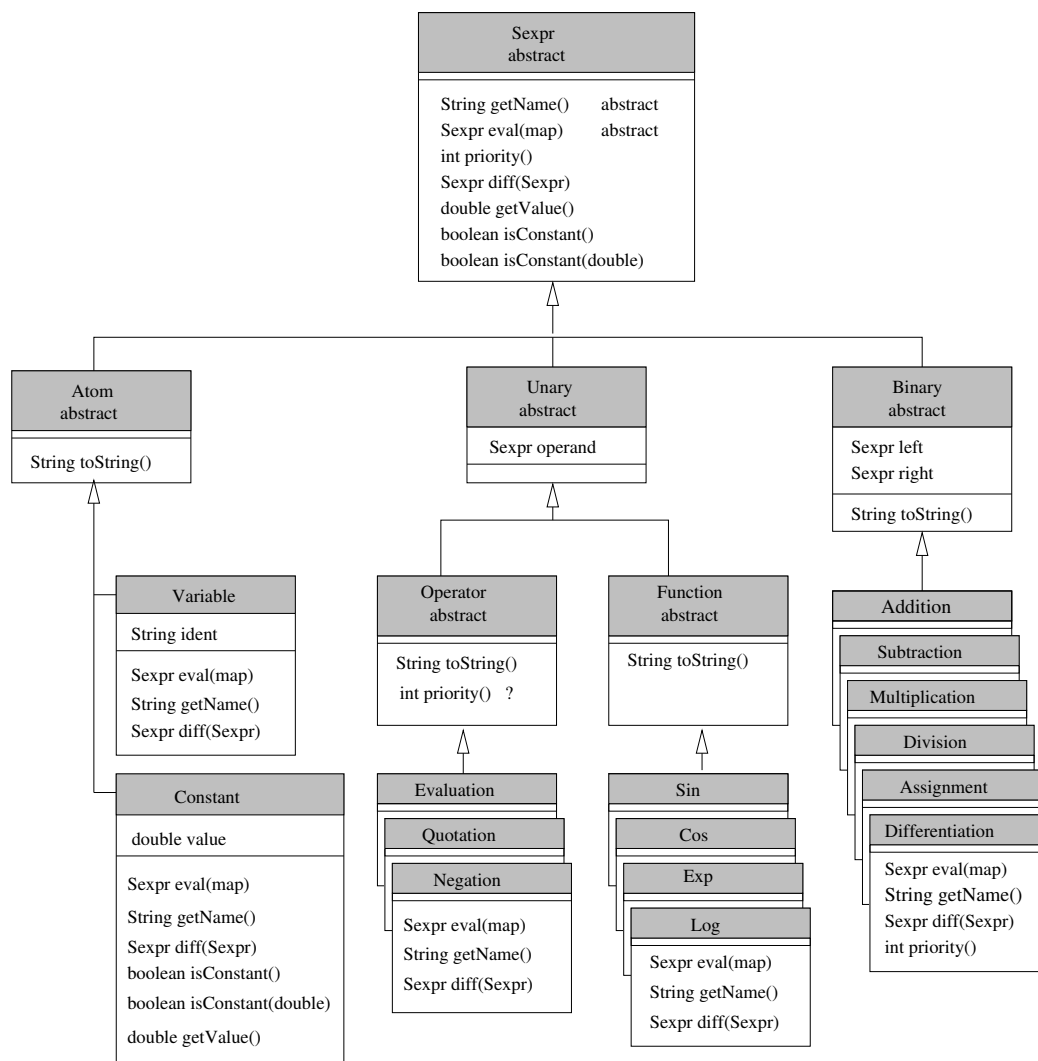 Sexpr
abstract
String getName() abstract
Sexpr eval(map) abstract
int priority()
Sexpr diff(Sexpr)
double getValue()
boolean isConstant()
boolean isConstant(double)
Atom
abstract
String toString()
Unary
abstract
Sexpr operand
Binary
abstract
Sexpr left
Sexpr right
String toString()
Variable
String ident
Sexpr eval(map)
String getName()
Sexpr diff(Sexpr)
Constant
double value
Sexpr eval(map)
String getName()
Sexpr diff(Sexpr)
boolean isConstant()
boolean isConstant(double)
double getValue()
Operator
abstract
String toString()
int priority() ?
Function
abstract
String toString()
Evaluation
Quotation
Negation
Sexpr eval(map)
String getName()
Sexpr diff(Sexpr)
Sin
Cos
Exp
Log
Sexpr eval(map)
String getName()
Sexpr diff(Sexpr)
Addition
Subtraction
Multiplication
Division
Assignment
Differentiation
Sexpr eval(map)
String getName()
Sexpr diff(Sexpr)
int priority()